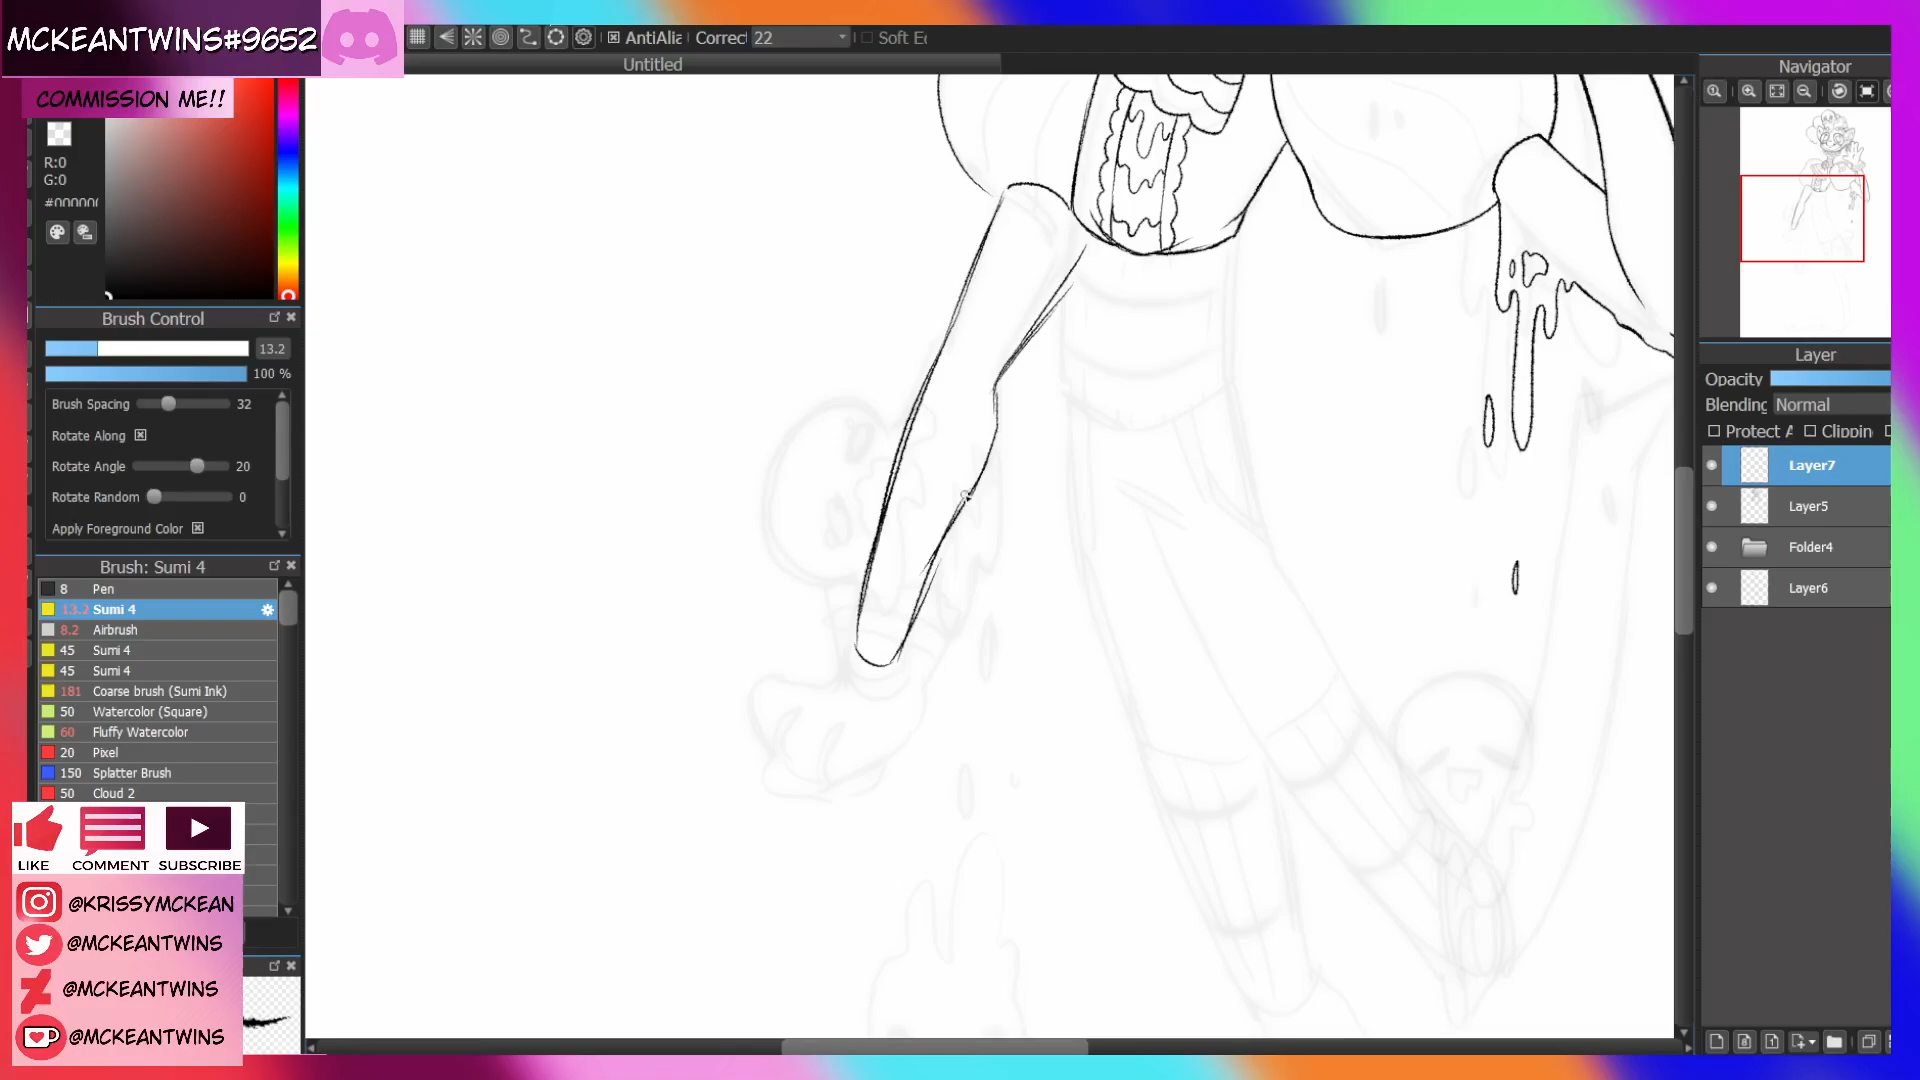 MCKEANTWINS#9652
COMMISSION ME!!
AntiAlia
Correct
22
Soft E
Untitled
Navigator
R:0
G:0
#000000
Brush Control
13.2
100 %
Brush Spacing
32
Rotate Along
Rotate Angle
20
Rotate Random
0
Apply Foreground Color
Brush: Sumi 4
8 Pen
13.2 Sumi 4
8.2 Airbrush
45 Sumi 4
45 Sumi 4
181 Coarse brush (Sumi Ink)
50 Watercolor (Square)
60 Fluffy Watercolor
20 Pixel
150 Splatter Brush
50 Cloud 2
LIKE COMMENT SUBSCRIBE
@KRISSYMCKEAN
@MCKEANTWINS
@MCKEANTWINS
@MCKEANTWINS
Layer
Opacity
Blending
Normal
Protect A
Clippin
Layer7
Layer5
Folder4
Layer6